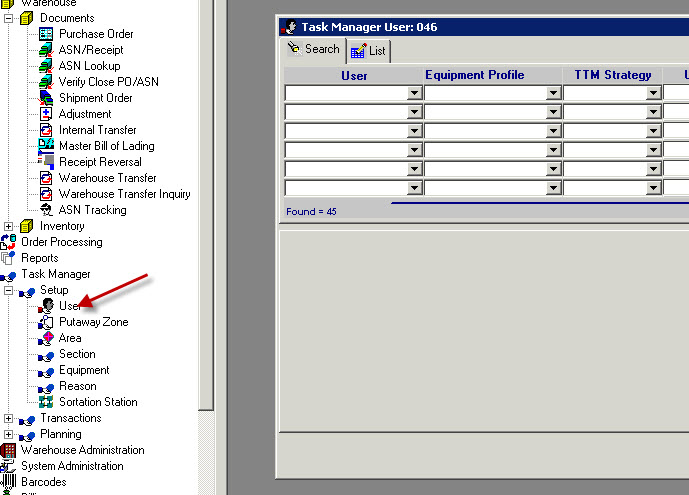 Warehouse
Documents
Purchase Order
ASN/Receipt
ASN Lookup
Verify Close PO/ASN
Shipment Order
Adjustment
Internal Transfer
Master Bill of Lading
Receipt Reversal
Warehouse Transfer
Warehouse Transfer Inquiry
ASN Tracking
Inventory
Order Processing
Reports
Task Manager
Setup
User
Putaway Zone
Area
Section
Equipment
Reason
Sortation Station
Transactions
Planning
Warehouse Administration
System Administration
Barcodes
Task Manager User: 046
Search List
User Equipment Profile TTM Strategy U
Found = 45